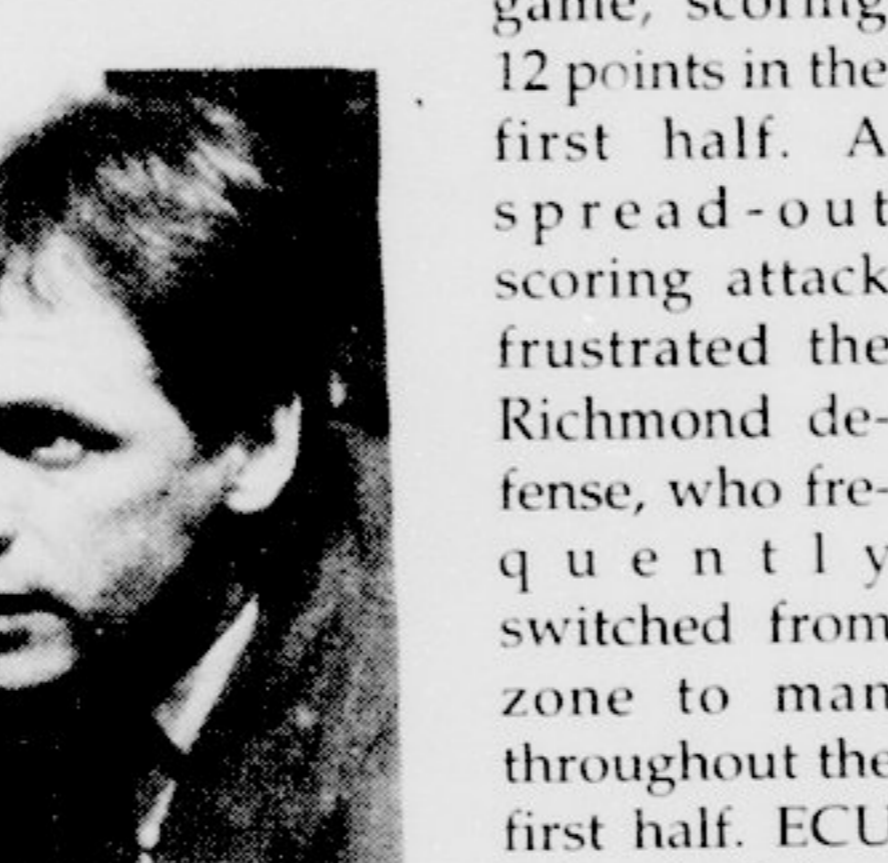 game, scoring
12 points in the
first half. A
spread-out
scoring attack
frustrated the
Richmond de-
fense, who fre-
quently
switched from
zone to man
throughout the
first half. ECU